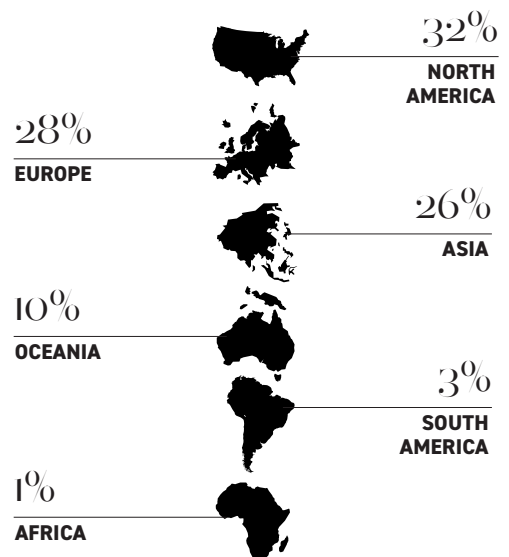 32%
NORTH
AMERICA
28%
EUROPE
26%
ASIA
10%
OCEANIA
3%
SOUTH
AMERICA
1%
AFRICA